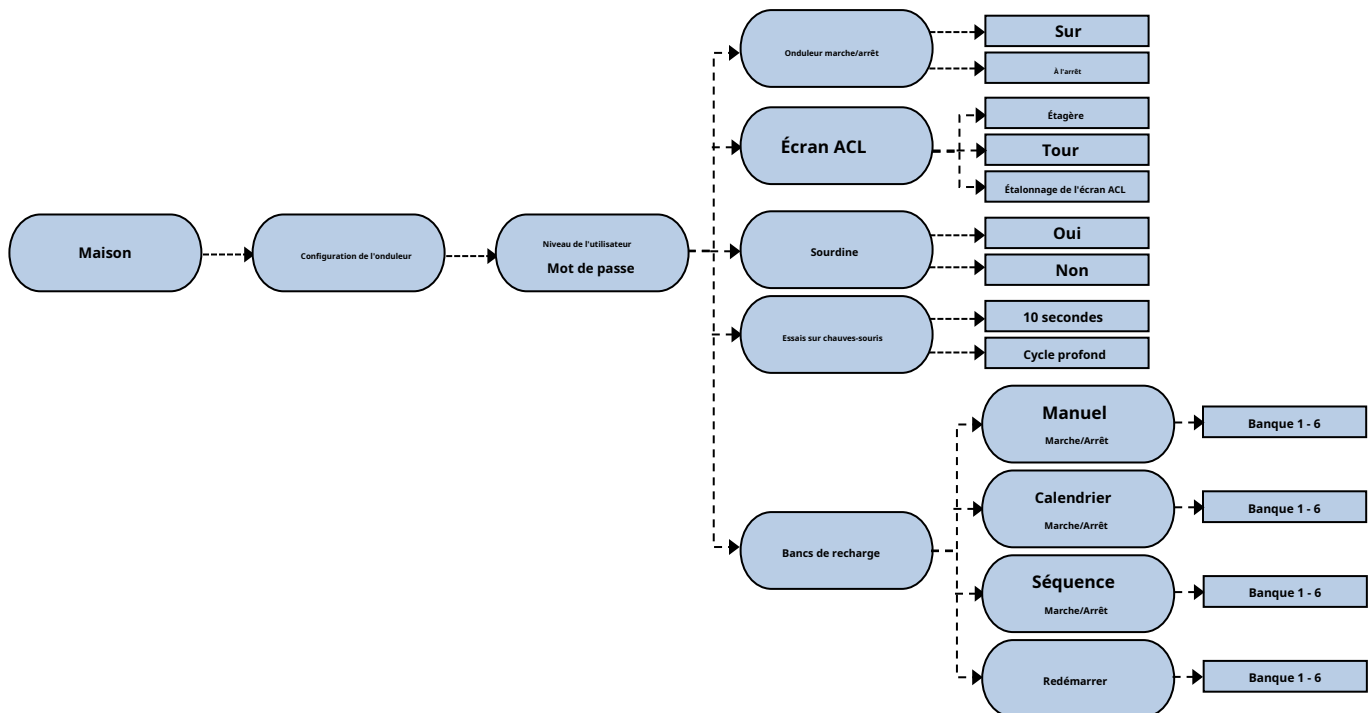 Maison
Configuration de l'onduleur
Niveau de l'utilisateur
Mot de passe
Onduleur marche/arrêt
Sur
À l'arrêt
Écran ACL
Étagère
Tour
Étalonnage de l'écran ACL
Sourdine
Oui
Non
Essais sur chauves-souris
10 secondes
Cycle profond
Bancs de recharge
Manuel
Marche/Arrêt
Banque 1 - 6
Calendrier
Marche/Arrêt
Banque 1 - 6
Séquence
Marche/Arrêt
Banque 1 - 6
Redémarrer
Banque 1 - 6